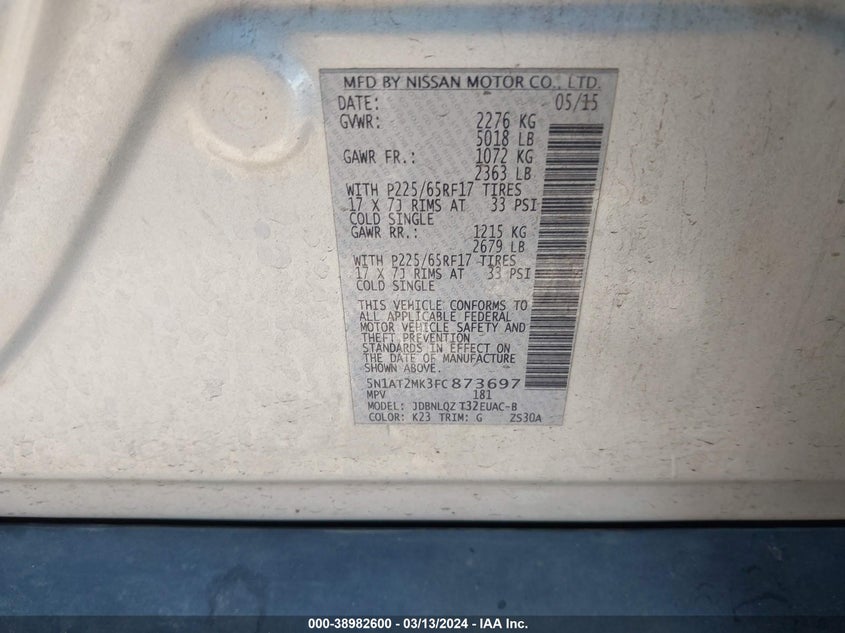 MFD BY NISSAN MOTOR CO., LTD.
DATE: 05/15
GVWR: 2276 KG
5018 LB
GAWR FR.: 1072 KG
2363 LB
WITH P225/65RF17 TIRES
17 X 7J RIMS AT 33 PSI
COLD SINGLE
GAWR RR.: 1215 KG
2679 LB
WITH P225/65RF17 TIRES
17 X 7J RIMS AT 33 PSI
COLD SINGLE
THIS VEHICLE CONFORMS TO
ALL APPLICABLE FEDERAL
MOTOR VEHICLE SAFETY AND
THEFT PREVENTION
STANDARDS IN EFFECT ON
THE DATE OF MANUFACTURE
SHOWN ABOVE.
5N1AT2MK3FC873697
MPV 181
MODEL: JDBNLQZ T32EUAC-B
COLOR: K23 TRIM: G ZS30A
000-38982600 - 03/13/2024 - IAA Inc.